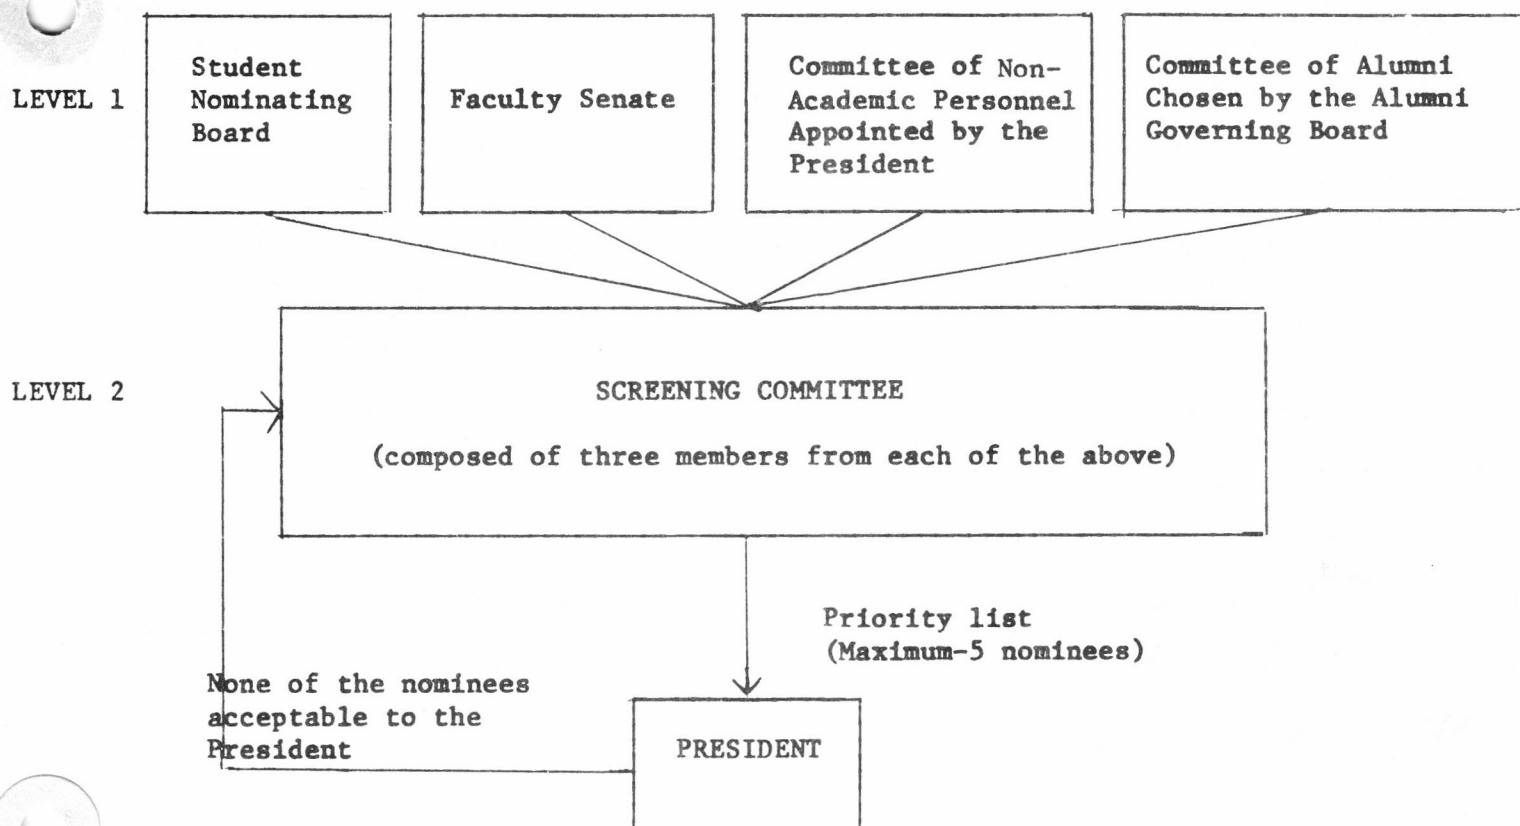 LEVEL 1
Student
Nominating
Board
Faculty Senate
Committee of Non-
Academic Personnel
Appointed by the
President
Committee of Alumni
Chosen by the Alumni
Governing Board
LEVEL 2
SCREENING COMMITTEE
(composed of three members from each of the above)
Priority list
(Maximum-5 nominees)
None of the nominees
acceptable to the
President
PRESIDENT